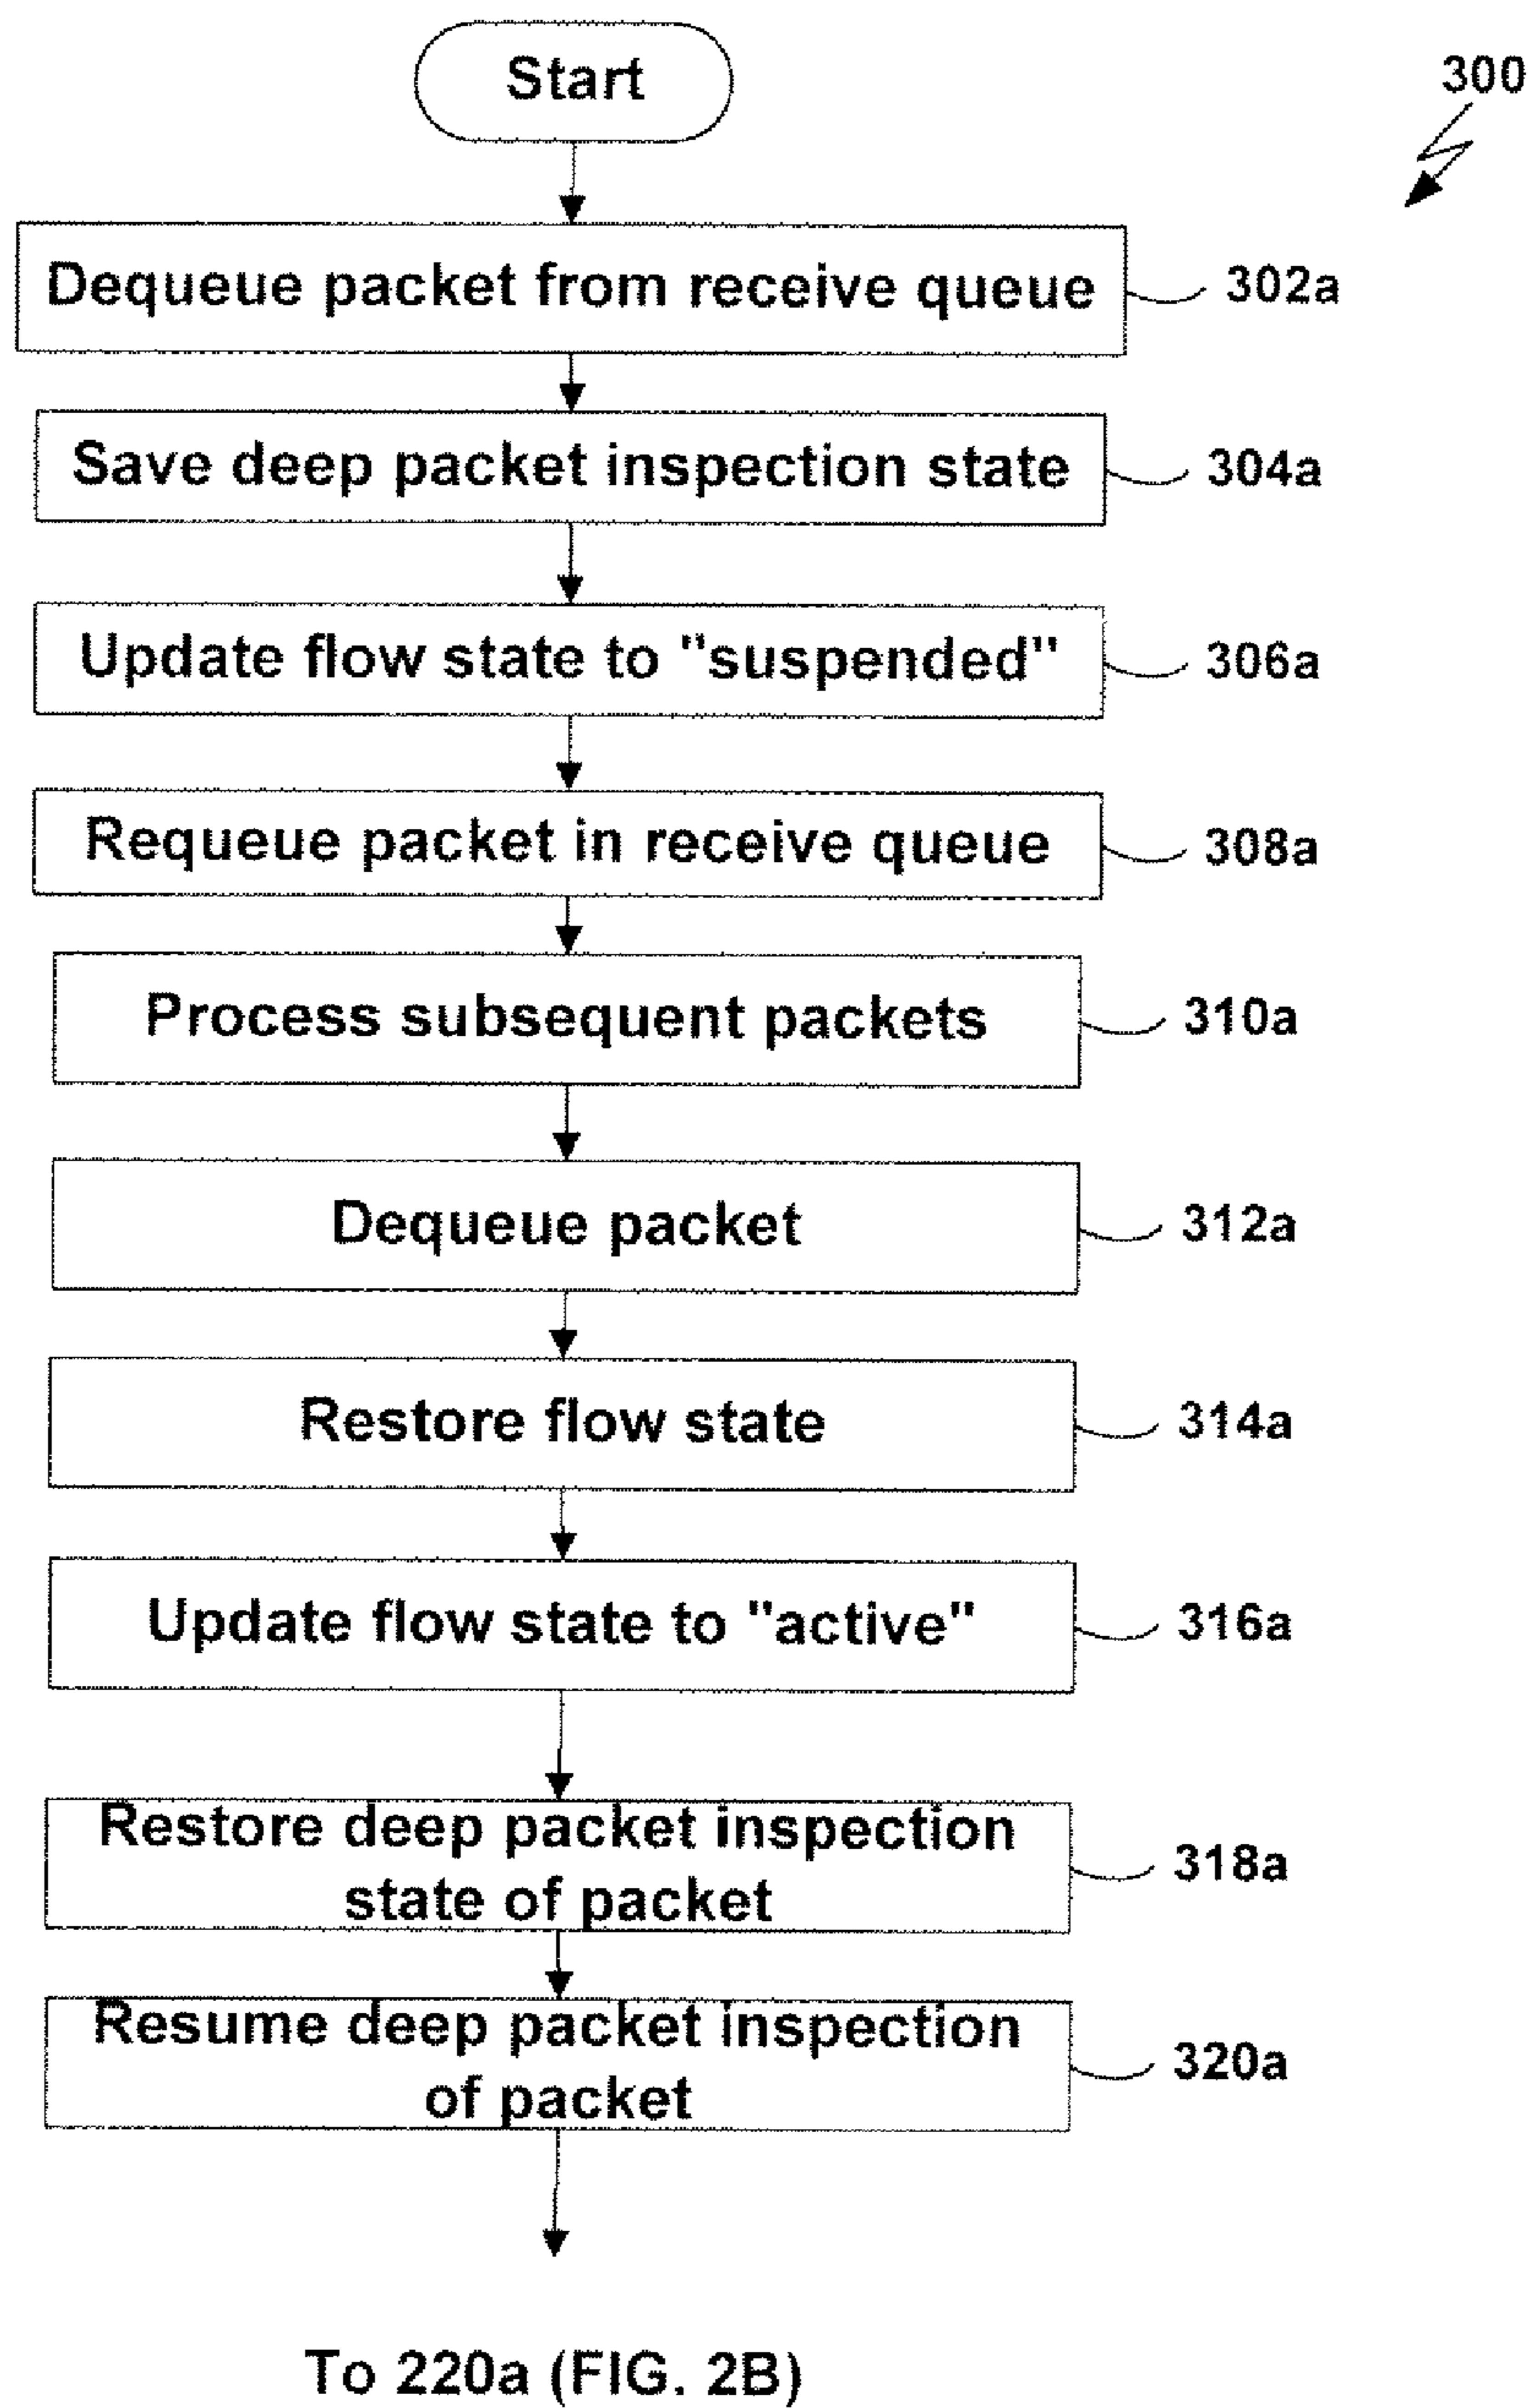 Start
300
Dequeue packet from receive queue
302a
Save deep packet inspection state
304a
Update flow state to "suspended"
306a
Requeue packet in receive queue
308a
Process subsequent packets
310a
Dequeue packet
312a
Restore flow state
314a
Update flow state to "active"
316a
Restore deep packet inspection
state of packet
318a
Resume deep packet inspection
of packet
320a
To 220a (FIG. 2B)